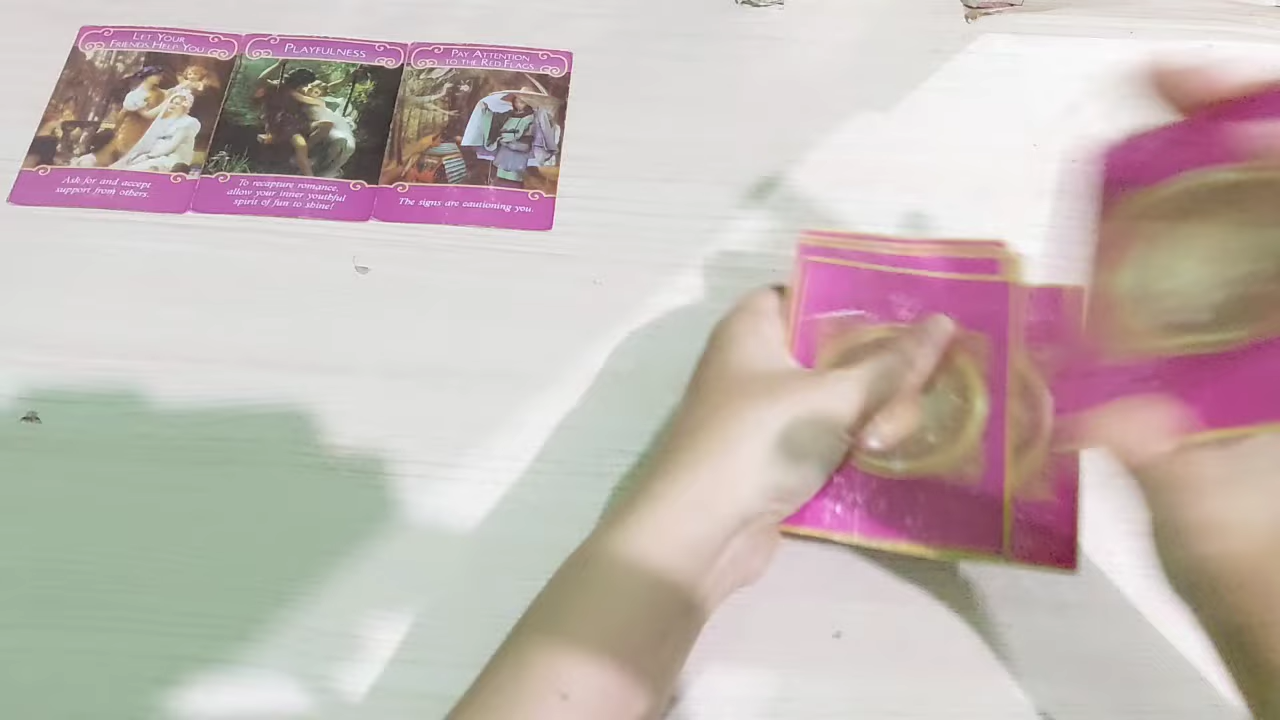 LET YOUR
FRIENDS HELP YOU
Ask for and accept
support from others.
PLAYFULNESS
To recapture romance,
allow your inner youthful
spirit of fun to shine!
PAY ATTENTION
TO THE RED FLAGS
The signs are cautioning you.